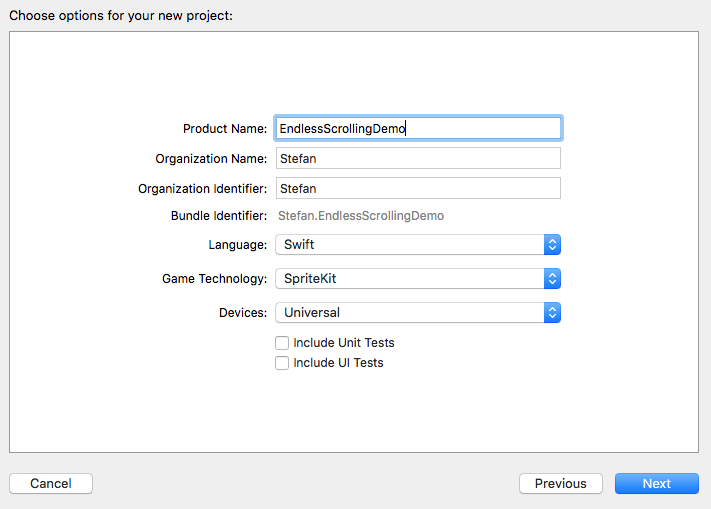 Choose options for your new project:
Product Name: EndlessScrollingDemo
Organization Name: Stefan
Organization Identifier: Stefan
Bundle Identifier: Stefan.EndlessScrollingDemo
Language: Swift
Game Technology: SpriteKit
Devices: Universal
Include Unit Tests
Include UI Tests
Cancel Previous Next